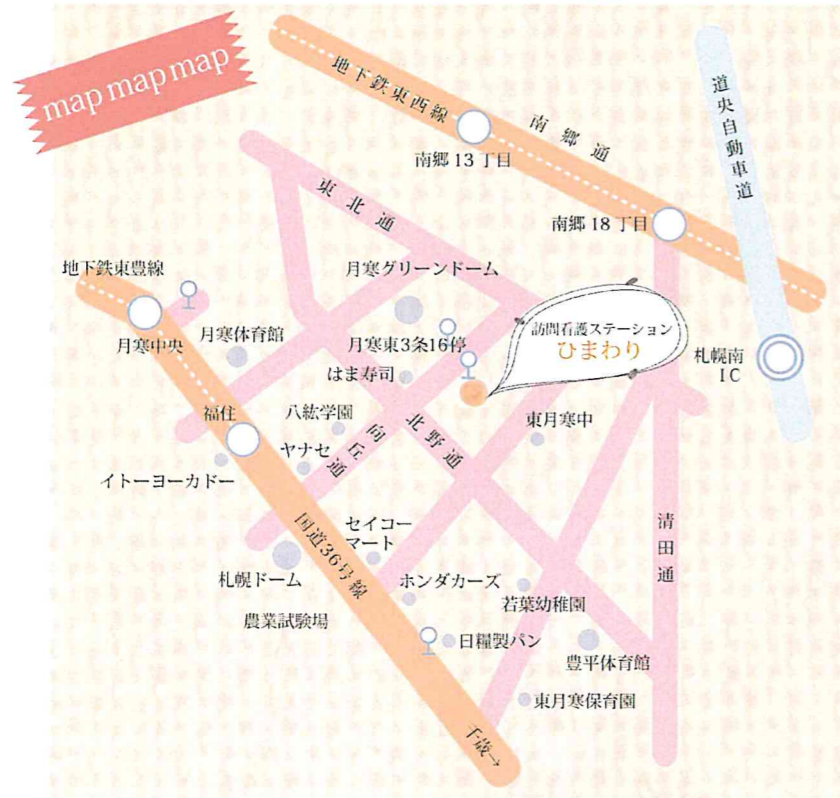 map map map
地下鉄東西線
南郷通
道央自動車道
南郷13丁目
南郷18丁目
東北通
地下鉄東豊線
月寒グリーンドーム
月寒中央
月寒体育館
月寒東3条16停
訪問看護ステーション
ひまわり
札幌南
IC
はま寿司
福住
八紘学園
北野通
東月寒中
向丘通
ヤナセ
イトーヨーカドー
清田通
国道36号線
セイコー
マート
札幌ドーム
ホンダカーズ
若葉幼稚園
農業試験場
日糧製パン
豊平体育館
東月寒保育園
千歳→